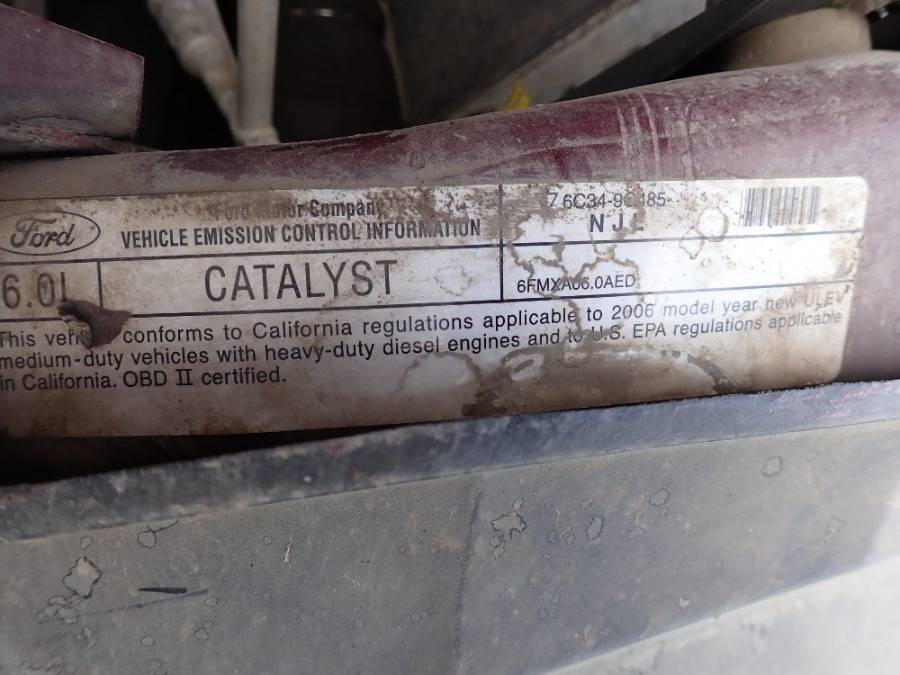 Ford
Ford Motor Company
VEHICLE EMISSION CONTROL INFORMATION
NJL
6.0L
CATALYST
6FMXA06.0AED
This conforms to California regulations applicable to 2006 model year new ULEV
medium-duty vehicles with heavy-duty diesel engines and to U.S. EPA regulations applicable
in California. OBD II certified.